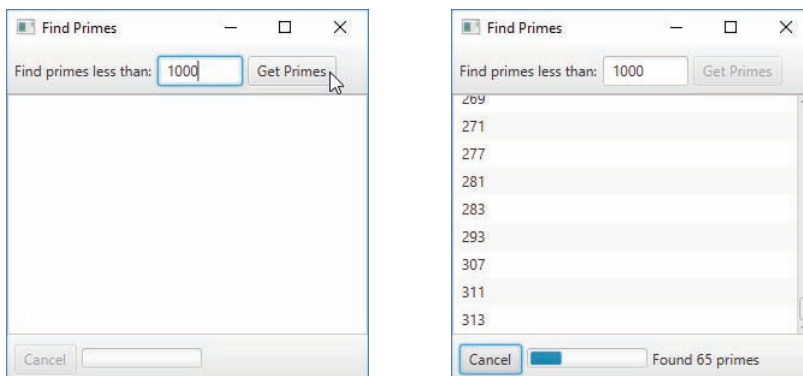 Find Primes
Find primes less than: 1000 Get Primes
Cancel
Find Primes
Find primes less than: 1000 Get Primes
269
271
277
281
283
293
307
311
313
Cancel Found 65 primes